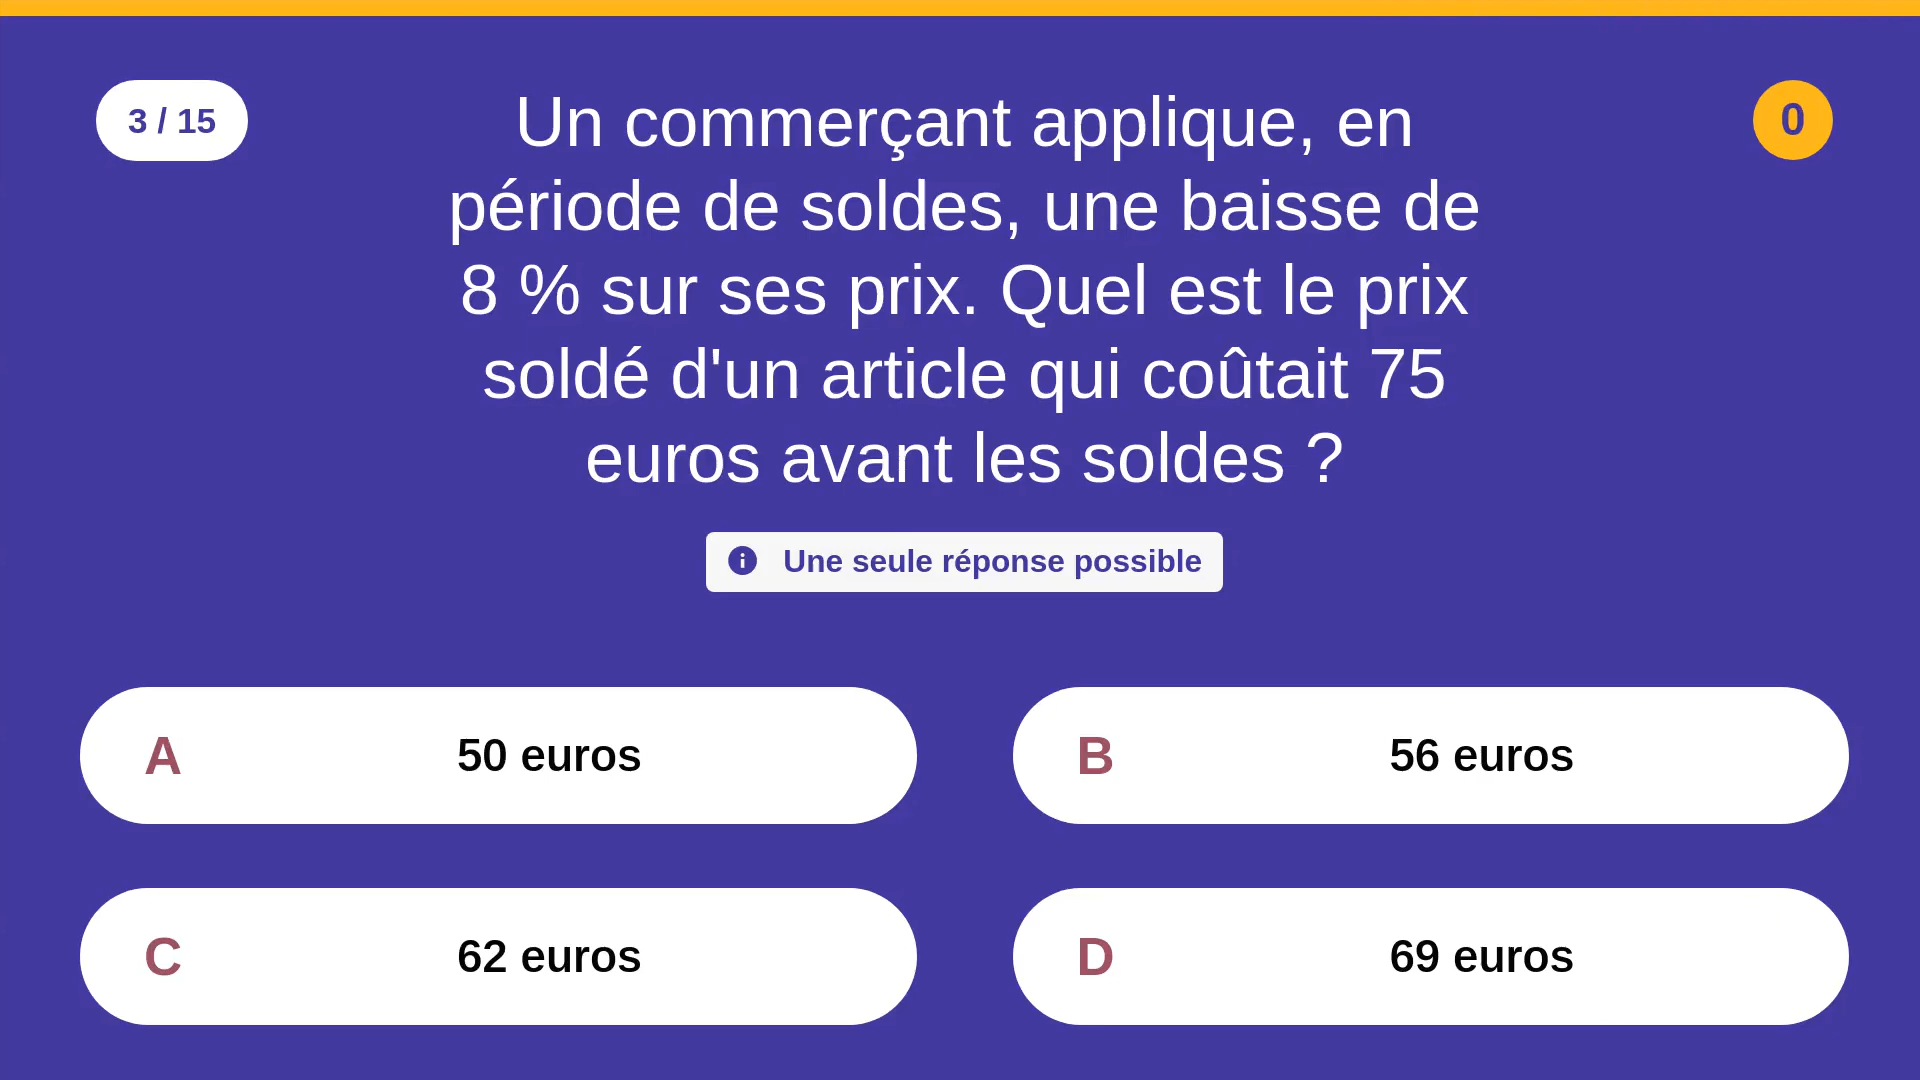 3 / 15
Un commerçant applique, en
période de soldes, une baisse de
8 % sur ses prix. Quel est le prix
soldé d'un article qui coûtait 75
euros avant les soldes ?
0
Une seule réponse possible
A 50 euros
B 56 euros
C 62 euros
D 69 euros